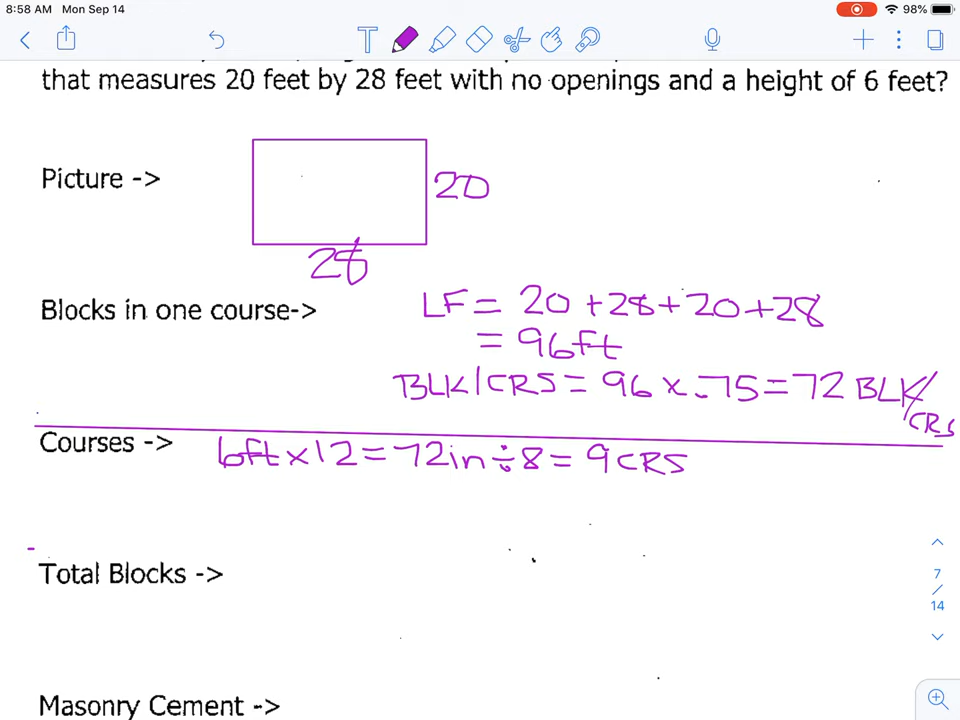 8:58 AM Mon Sep 14 98%
that measures 20 feet by 28 feet with no openings and a height of 6 feet?
Picture ->
20
28
Blocks in one course->
LF = 20 + 28 + 20 + 28
= 96ft
BLK/CRS = 96 x .75 = 72 BLK/CRS
Courses -> 6ft x 12 = 72in ÷ 8 = 9 CRS
Total Blocks ->
7
/
14
Masonry Cement ->